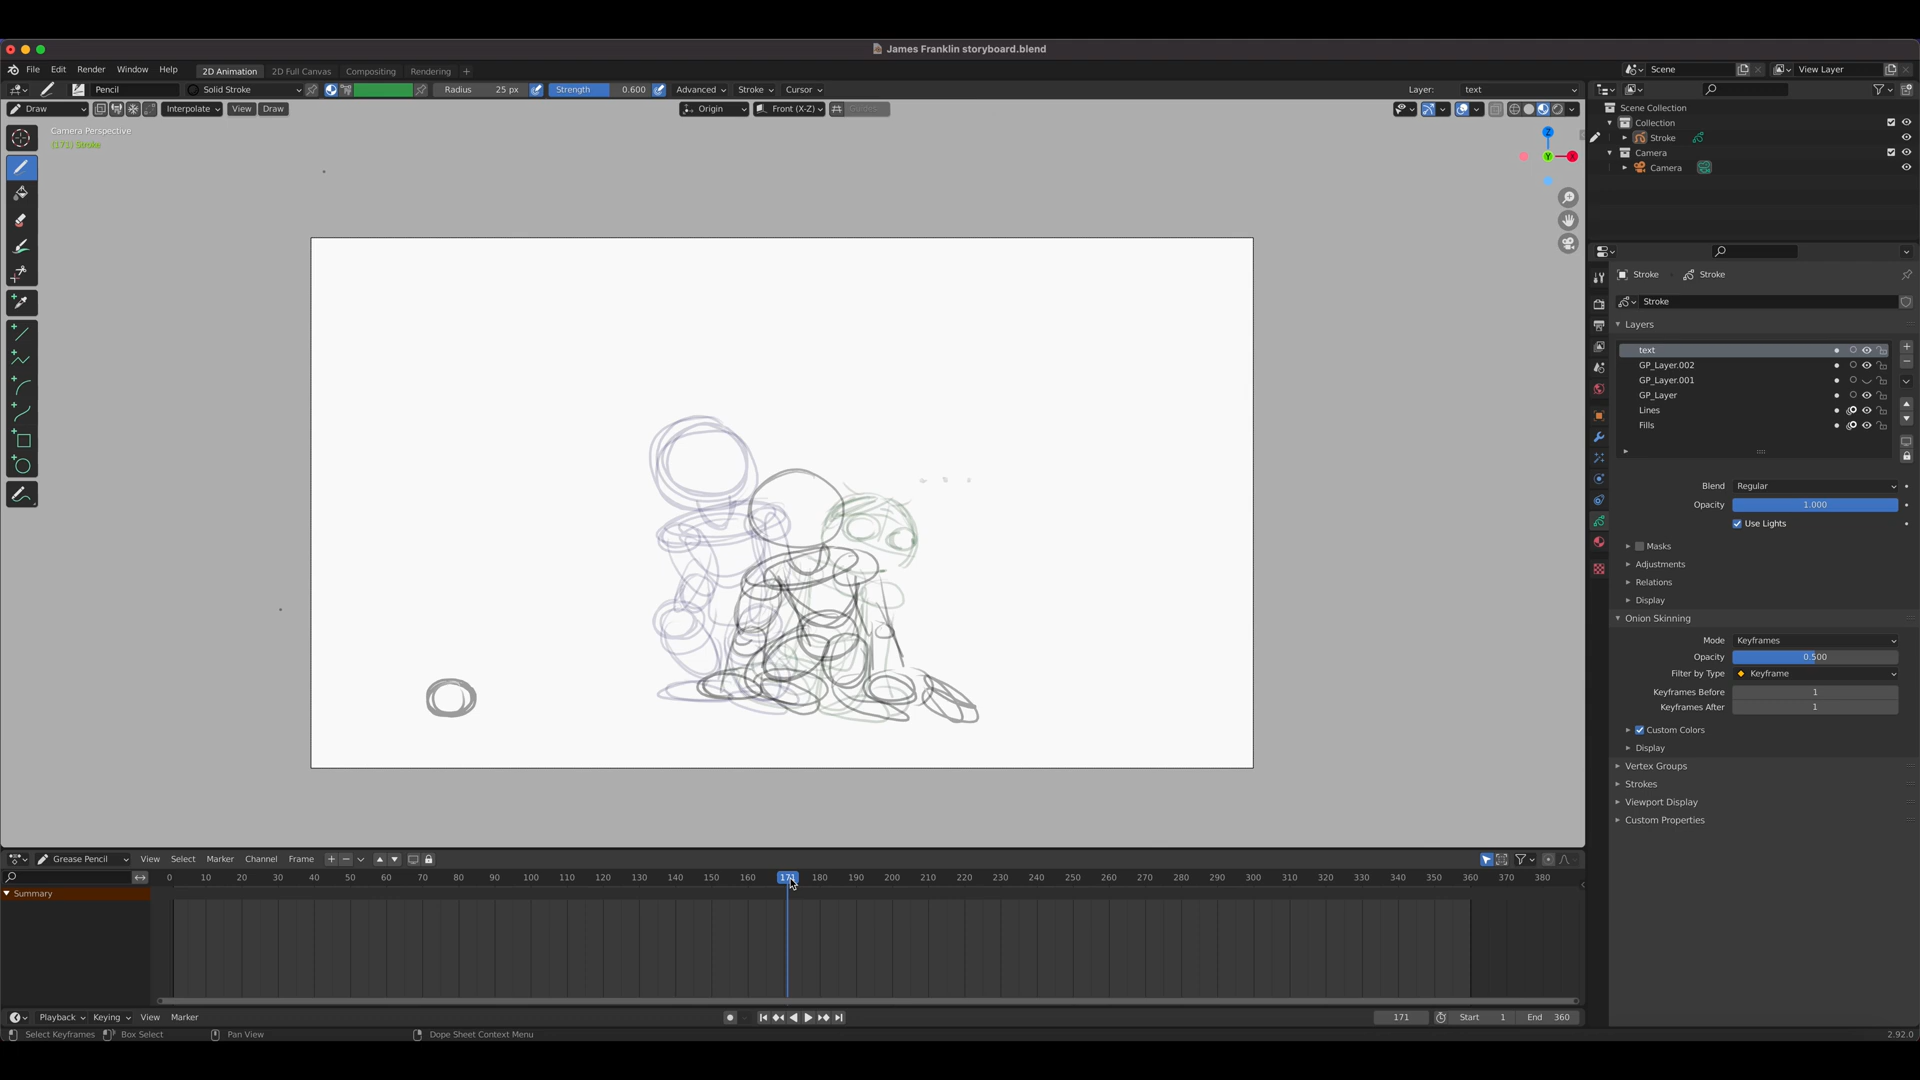 James Franklin storyboard.blend
File Edit Render Window Help 2D Animation 2D Full Canvas Compositing Rendering + Scene View Layer
Pencil Solid Stroke Radius 25 px Strength 0.600 Advanced Stroke Cursor Layer: text
Draw Interpolate View Draw Origin Front (X-Z) Guides
Camera Perspective
(171) Stroke
Z
Y
X
Scene Collection
Collection
Stroke
Camera
Camera
Stroke Stroke
Stroke
Layers
text
GP_Layer.002
GP_Layer.001
GP_Layer
Lines
Fills
Blend Regular
Opacity 1.000
Use Lights
Masks
Adjustments
Relations
Display
Onion Skinning
Mode Keyframes
Opacity 0.500
Filter by Type Keyframe
Keyframes Before 1
Keyframes After 1
Custom Colors
Display
Vertex Groups
Strokes
Viewport Display
Custom Properties
Grease Pencil View Select Marker Channel Frame
0 10 20 30 40 50 60 70 80 90 100 110 120 130 140 150 160 171 180 190 200 210 220 230 240 250 260 270 280 290 300 310 320 330 340 350 360 370 380
Summary
Playback Keying View Marker 171 Start 1 End 360
Select Keyframes Box Select Pan View Dope Sheet Context Menu 2.92.0